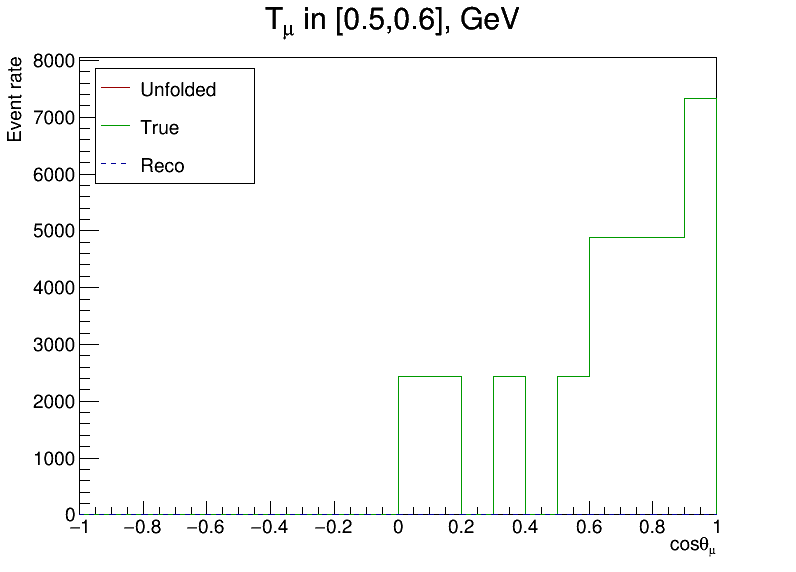 Tμ in [0.5,0.6], GeV
Event rate
8000
7000
6000
5000
4000
3000
2000
1000
0
Unfolded
True
Reco
−1 −0.8 −0.6 −0.4 −0.2 0 0.2 0.4 0.6 0.8 1
cosθμ